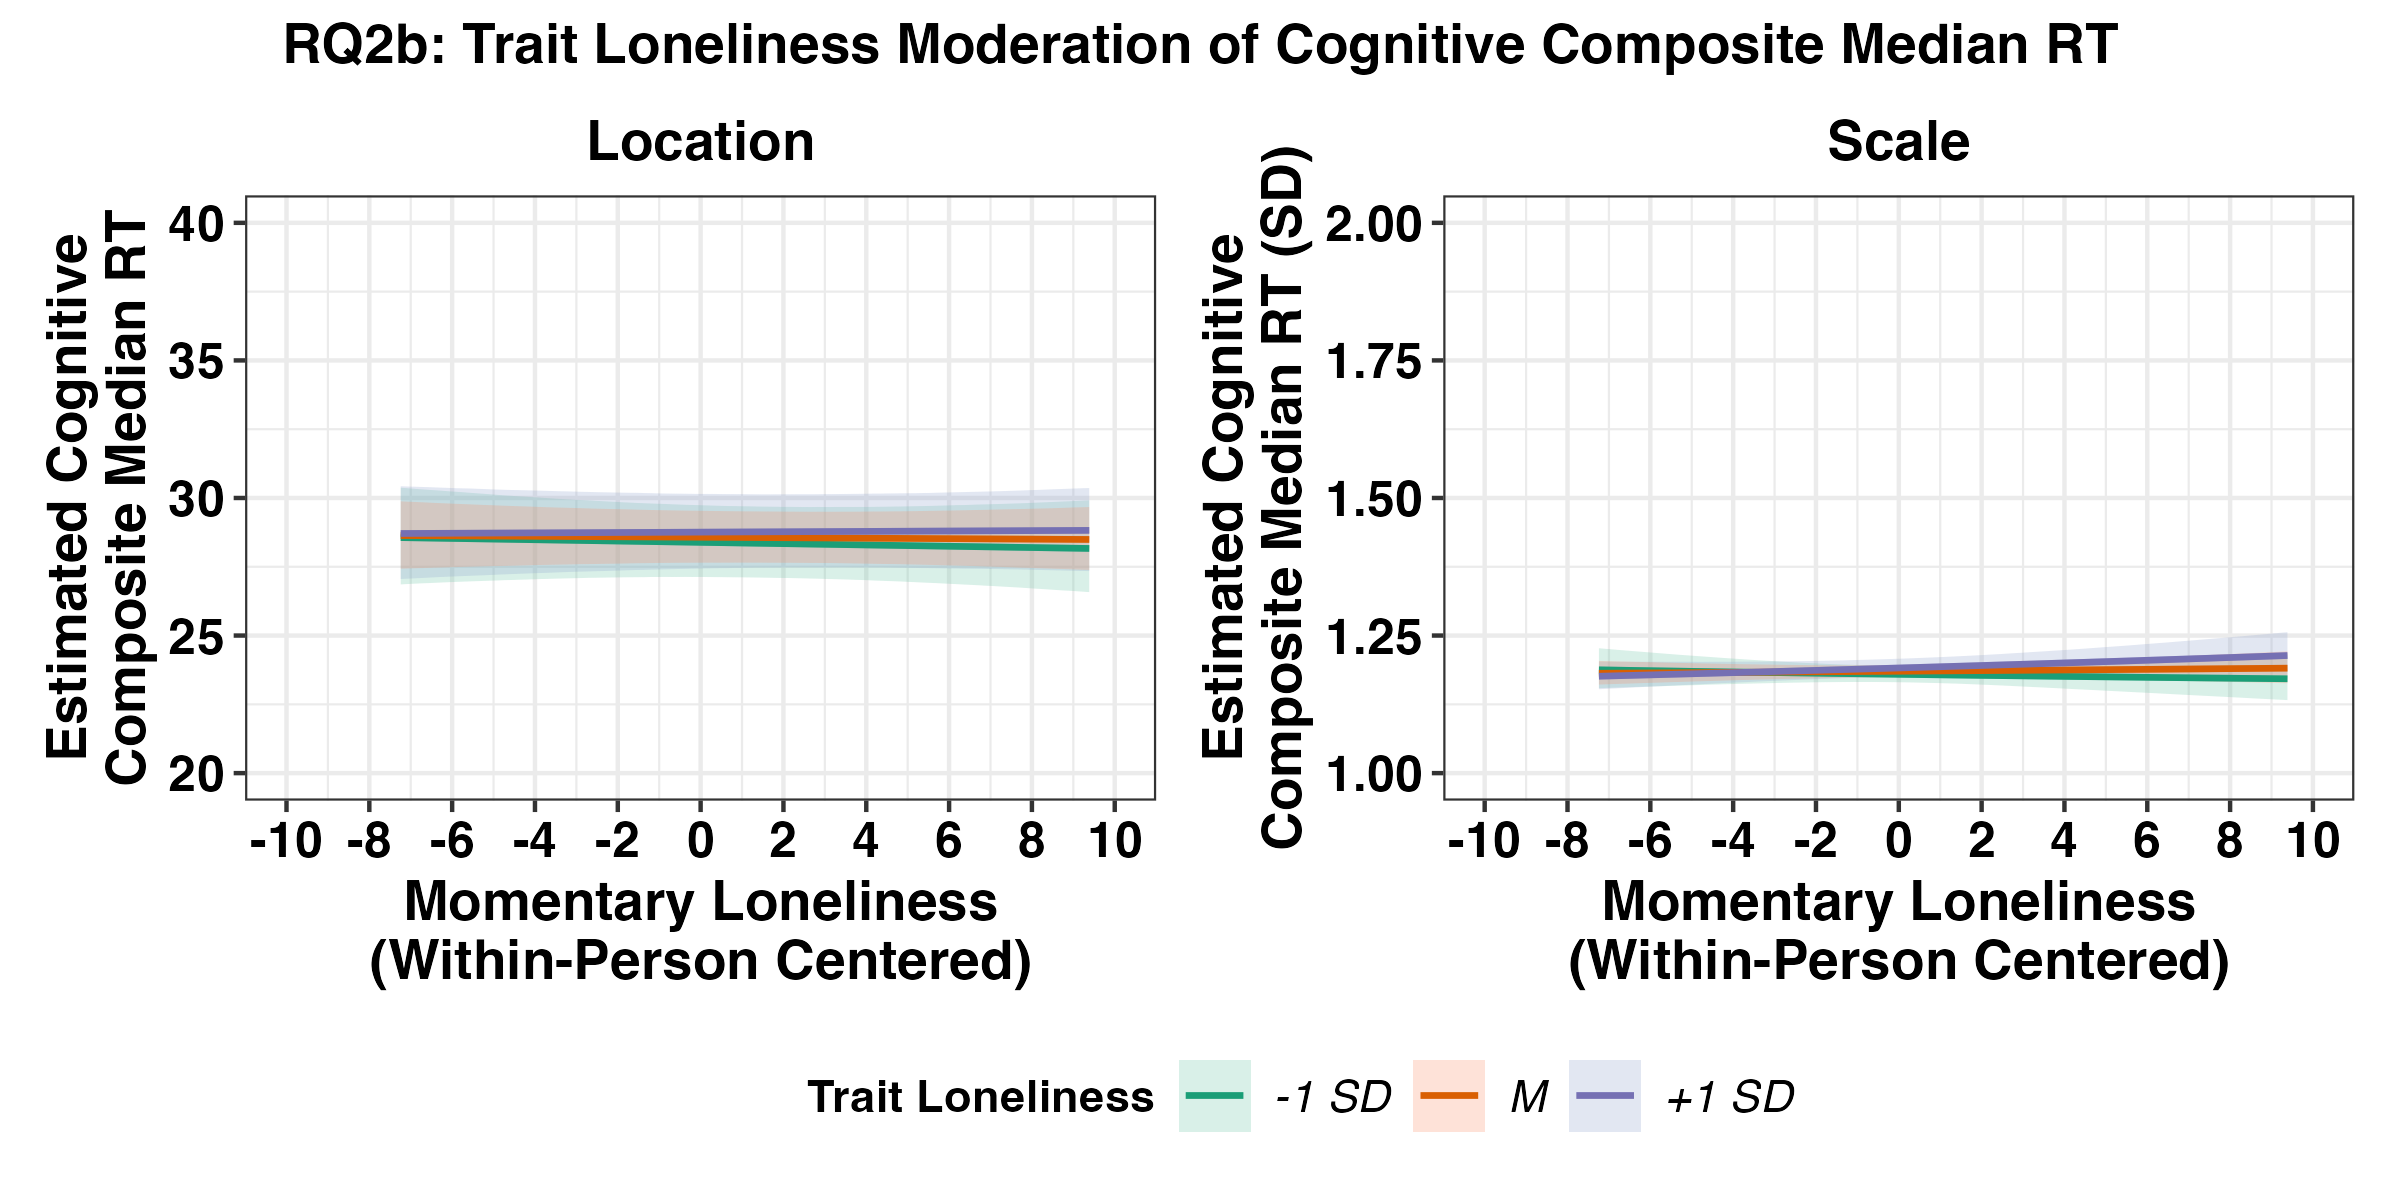 RQ2b: Trait Loneliness Moderation of Cognitive Composite Median RT
Location
Estimated Cognitive
Composite Median RT
40
35
30
25
20
-10 -8 -6 -4 -2 0 2 4 6 8 10
Momentary Loneliness
(Within-Person Centered)
Scale
Estimated Cognitive
Composite Median RT (SD)
2.00
1.75
1.50
1.25
1.00
-10 -8 -6 -4 -2 0 2 4 6 8 10
Momentary Loneliness
(Within-Person Centered)
Trait Loneliness -1 SD M +1 SD